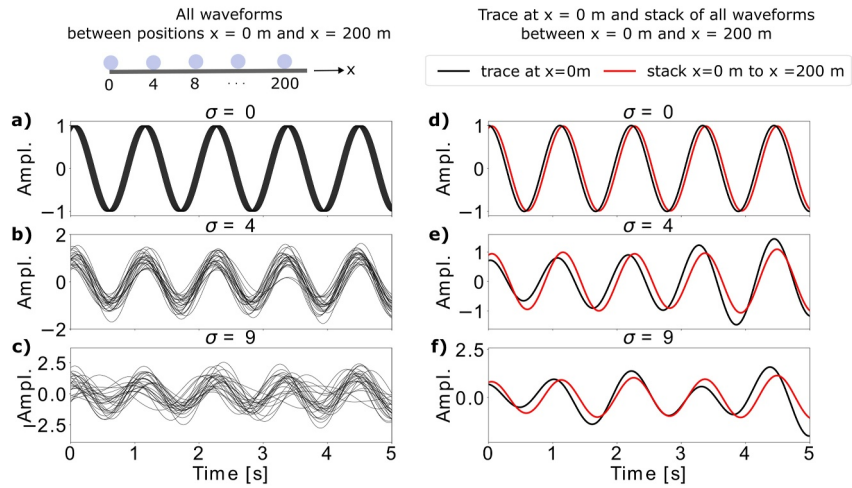 All waveforms
between positions x = 0 m and x = 200 m
x
0 4 8 ... 200
Trace at x = 0 m and stack of all waveforms
between x = 0 m and x = 200 m
trace at x=0m stack x=0 m to x =200 m
a)
σ = 0
Ampl.
1
0
−1
b)
σ = 4
Ampl.
2
0
−2
c)
σ = 9
Ampl.
2.5
0.0
−2.5
0 1 2 3 4 5
Time [s]
d)
σ = 0
Ampl.
1
0
−1
e)
σ = 4
Ampl.
1
0
−1
f)
σ = 9
Ampl.
2.5
0.0
0 1 2 3 4 5
Time [s]